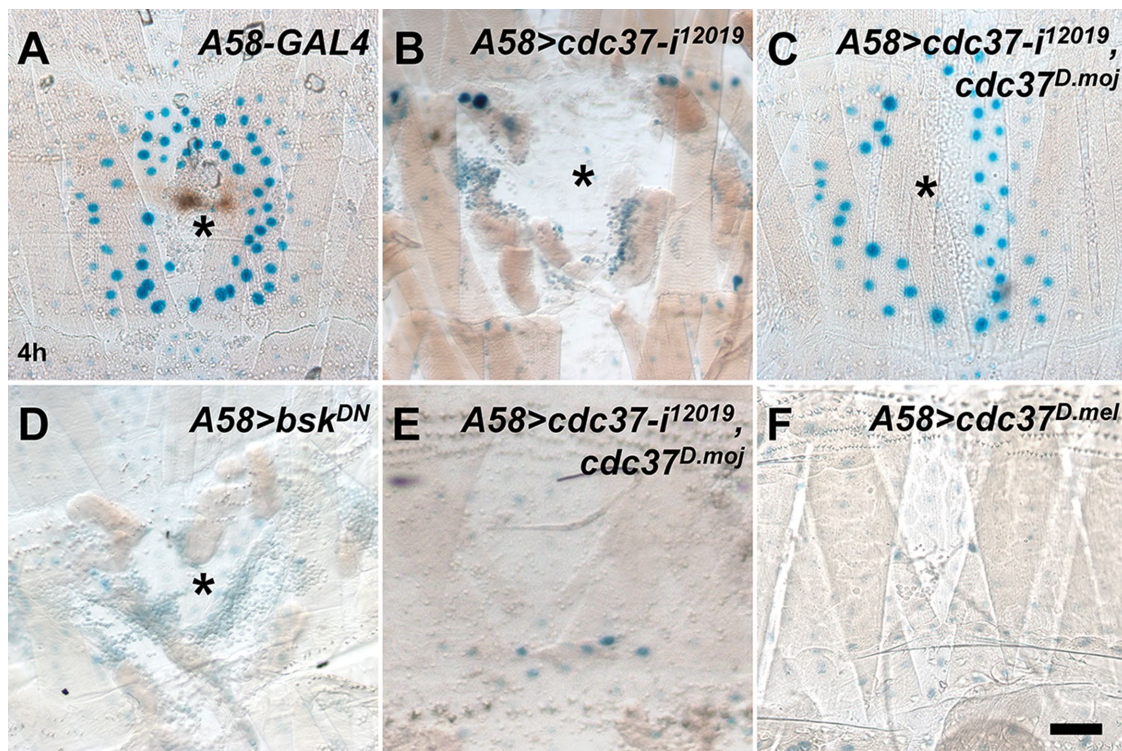 A
A58-GAL4
*
4h
B
A58>cdc37-i12019
*
C
A58>cdc37-i12019,
cdc37D.moj
*
D
A58>bskDN
*
E
A58>cdc37-i12019,
cdc37D.moj
F
A58>cdc37D.mel